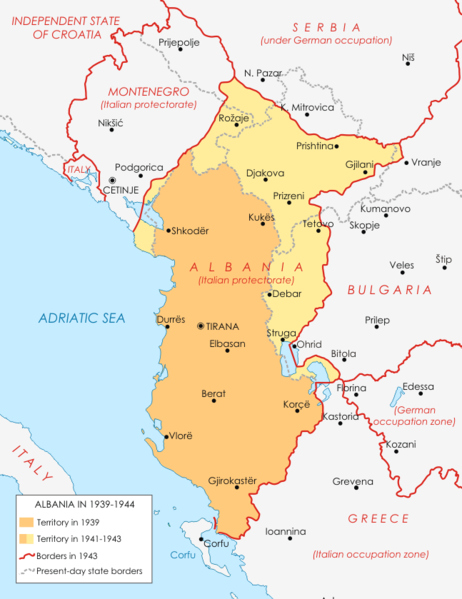 INDEPENDENT STATE
OF CROATIA
SERBIA
(under German occupation)
Prijepolje
Niš
N. Pazar
MONTENEGRO
(Italian protectorate)
K. Mitrovica
Rožaje
Nikšić
Prishtina
Vranje
Gjilani
ITALY
Podgorica
Djakova
CETINJE
Prizreni
Kumanovo
Kukës
Tetovo
Skopje
Shkodër
Štip
Veles
ALBANIA
(Italian protectorate)
BULGARIA
Debar
ADRIATIC SEA
Durrës
TIRANA
Prilep
Struga
Elbasan
Ohrid
Bitola
Florina
Edessa
Berat
Korçë
(German
occupation zone)
Kastoria
Vlorë
Kozani
ITALY
Gjirokastër
Grevena
GREECE
Ioannina
Corfu
Corfu
(Italian occupation zone)
ALBANIA IN 1939-1944
Territory in 1939
Territory in 1941-1943
Borders in 1943
Present-day state borders